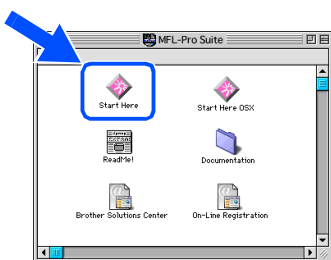 MFL-Pro Suite
Start Here
Start Here OSX
ReadMe!
Documentation
Brother Solutions Center
On-Line Registration